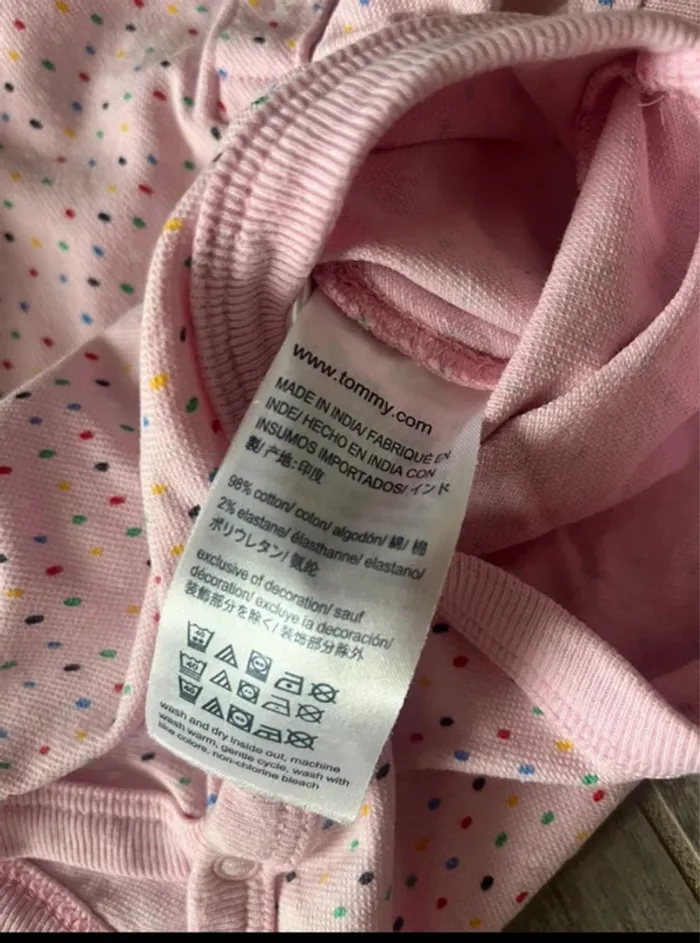 www.tommy.com
MADE IN INDIA/ FABRIQUÉ EN
INDE/ HECHO EN INDIA CON
INSUMOS IMPORTADOS/ インド
製/ 产地:印度
98% cotton/ coton/ algodón/ 綿/ 棉
2% elastane/ élasthanne/ elastano/
ポリウレタン/ 氨纶
exclusive of decoration/ sauf
décoration/ excluye la decoración/
装飾部分を除く/ 装饰部分除外
40
40
40
wash and dry inside out, machine
wash warm, gentle cycle, wash with
like colors, non-chlorine bleach